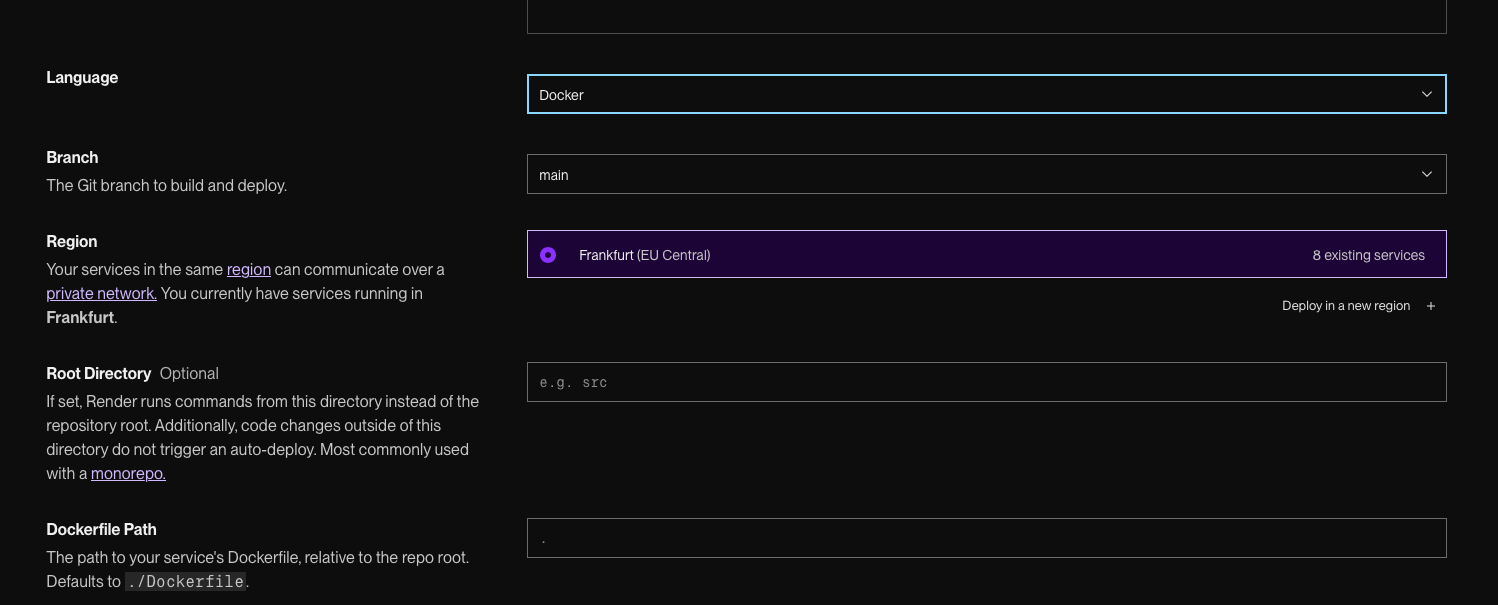 Language
Docker
Branch
The Git branch to build and deploy.
main
Region
Your services in the same region can communicate over a
private network. You currently have services running in
Frankfurt.
Frankfurt (EU Central)
8 existing services
Deploy in a new region +
Root Directory Optional
If set, Render runs commands from this directory instead of the
repository root. Additionally, code changes outside of this
directory do not trigger an auto-deploy. Most commonly used
with a monorepo.
e.g. src
Dockerfile Path
The path to your service's Dockerfile, relative to the repo root.
Defaults to ./Dockerfile.
.